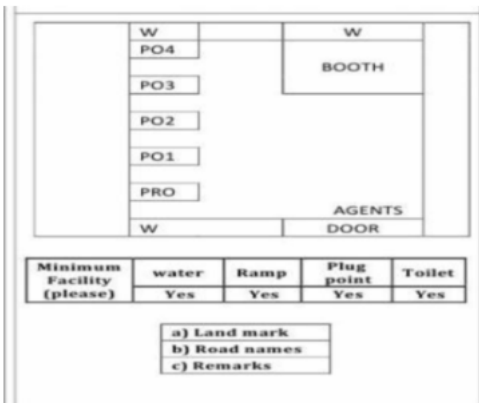 W W
PO4
BOOTH
PO3
PO2
PO1
PRO
AGENTS
W DOOR
Minimum Facility (please) water Ramp Plug point Toilet
Yes Yes Yes Yes
a) Land mark
b) Road names
c) Remarks